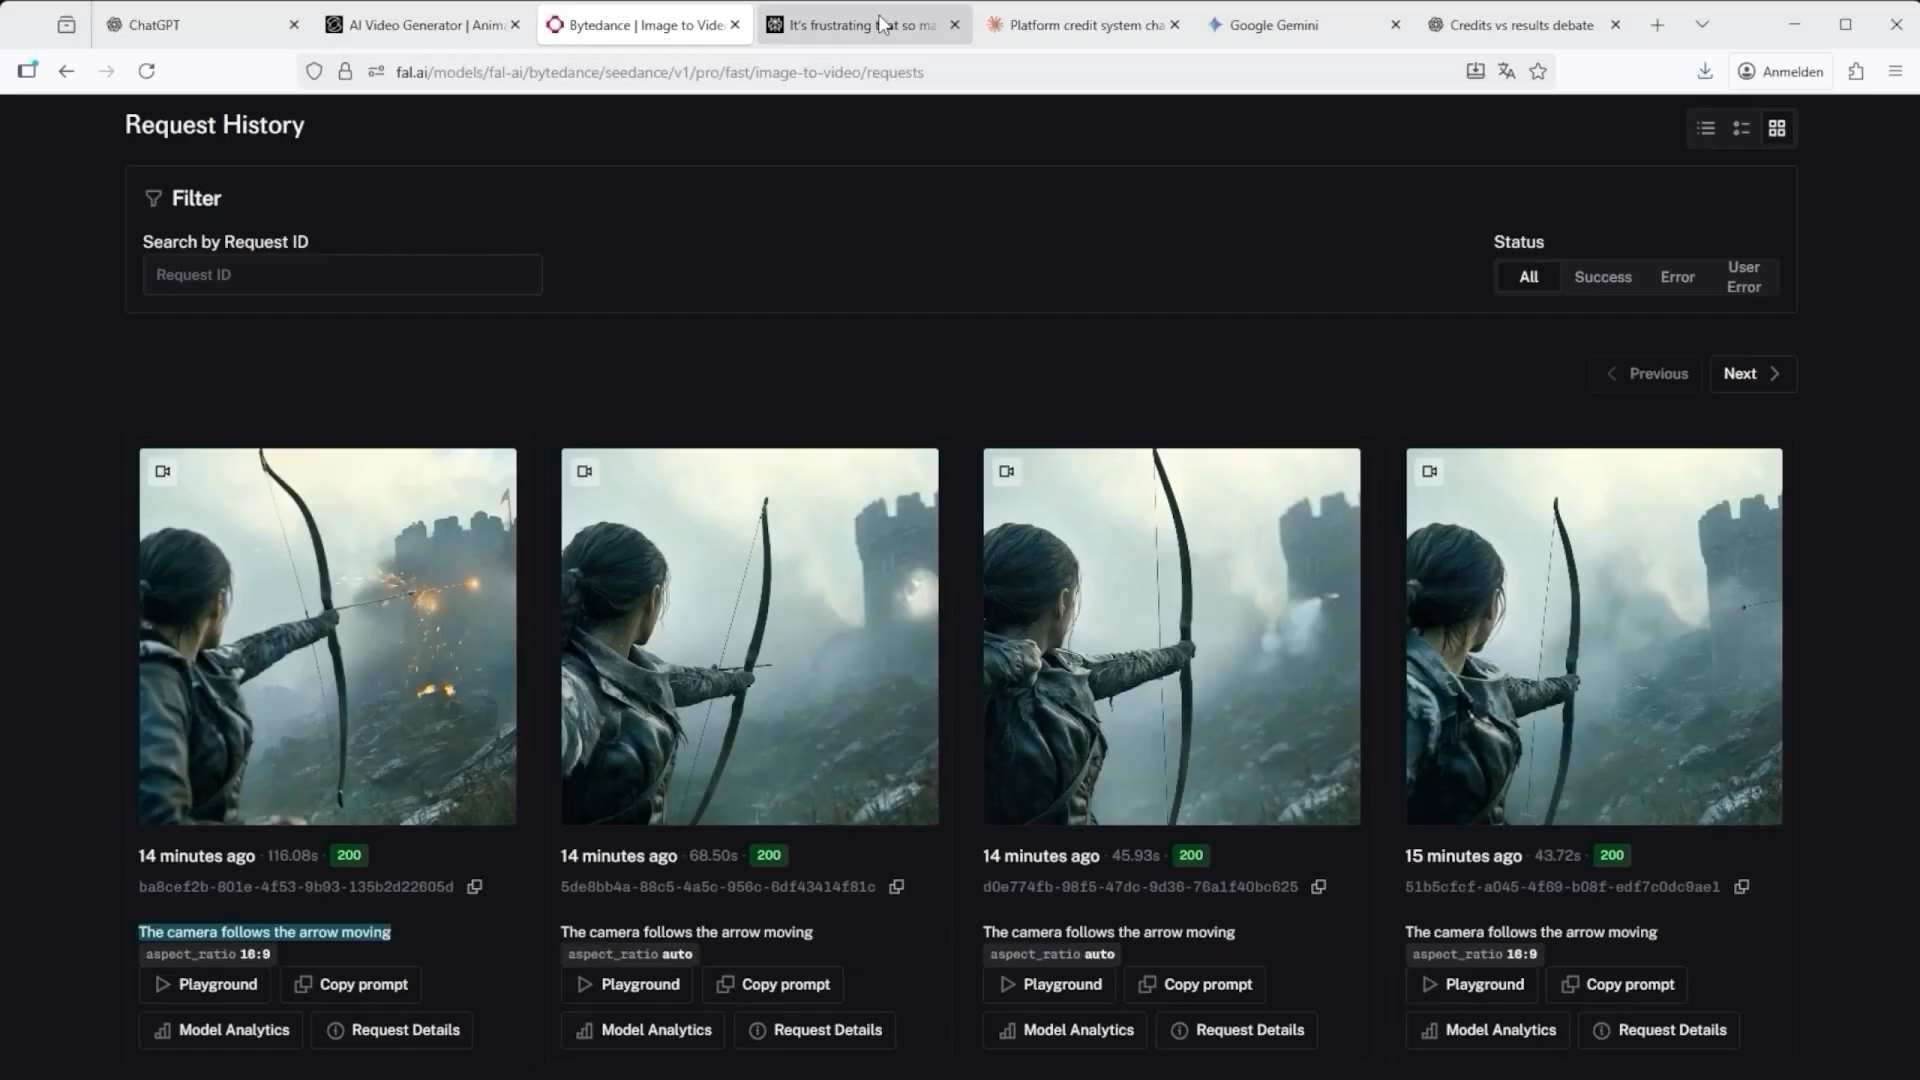 ChatGPT
AI Video Generator | Anim
Bytedance | Image to Vide
It's frustrating that so ma
Platform credit system cha
Google Gemini
Credits vs results debate
fal.ai/models/fal-ai/bytedance/seedance/v1/pro/fast/image-to-video/requests
Anmelden
Request History
Filter
Search by Request ID
Request ID
Status
All
Success
Error
User
Error
Previous
Next
14 minutes ago · 116.08s · 200
ba8cef2b-801e-4f53-9b93-135b2d22605d
The camera follows the arrow moving
aspect_ratio 16:9
Playground
Copy prompt
Model Analytics
Request Details
14 minutes ago · 68.50s · 200
5de8bb4a-88c5-4a5c-956c-6df43414f81c
The camera follows the arrow moving
aspect_ratio auto
Playground
Copy prompt
Model Analytics
Request Details
14 minutes ago · 45.93s · 200
d0e774fb-98f5-47dc-9d36-76a1f40bc625
The camera follows the arrow moving
aspect_ratio auto
Playground
Copy prompt
Model Analytics
Request Details
15 minutes ago · 43.72s · 200
51b5cfcf-a045-4f69-b08f-edf7c0dc9ae1
The camera follows the arrow moving
aspect_ratio 16:9
Playground
Copy prompt
Model Analytics
Request Details